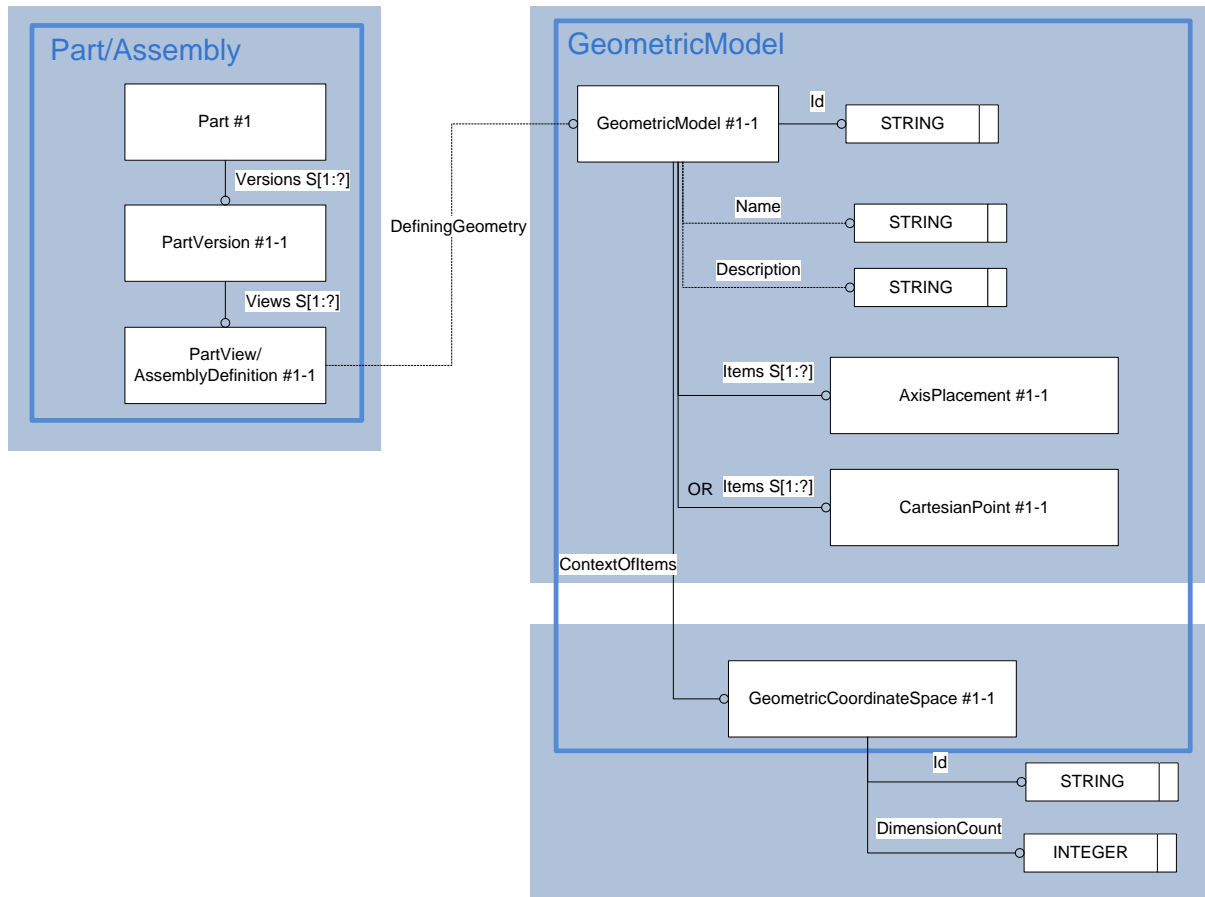 Part/Assembly
Part #1
Versions S[1:?]
PartVersion #1-1
Views S[1:?]
PartView/
AssemblyDefinition #1-1
DefiningGeometry
GeometricModel
GeometricModel #1-1
Id
STRING
Name
STRING
Description
STRING
Items S[1:?]
AxisPlacement #1-1
OR
Items S[1:?]
CartesianPoint #1-1
ContextOfItems
GeometricCoordinateSpace #1-1
Id
STRING
DimensionCount
INTEGER